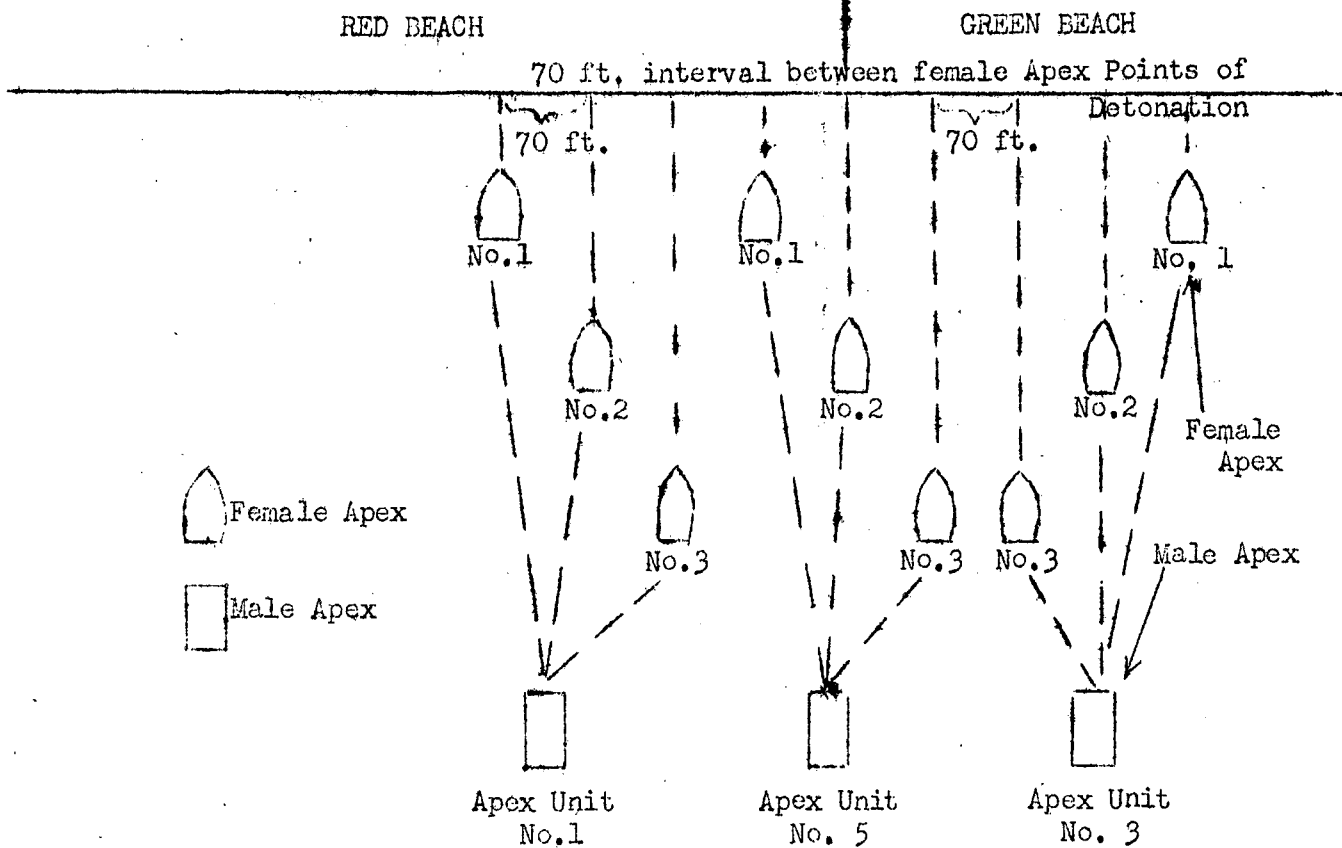 RED BEACH
GREEN BEACH
70 ft. interval between female Apex Points of
Detonation
70 ft.
70 ft.
No.1
No.1
No. 1
No.2
No.2
No.2
Female
Apex
Female Apex
No.3
No.3
No.3
Male Apex
Male Apex
Apex Unit
No.1
Apex Unit
No. 5
Apex Unit
No. 3